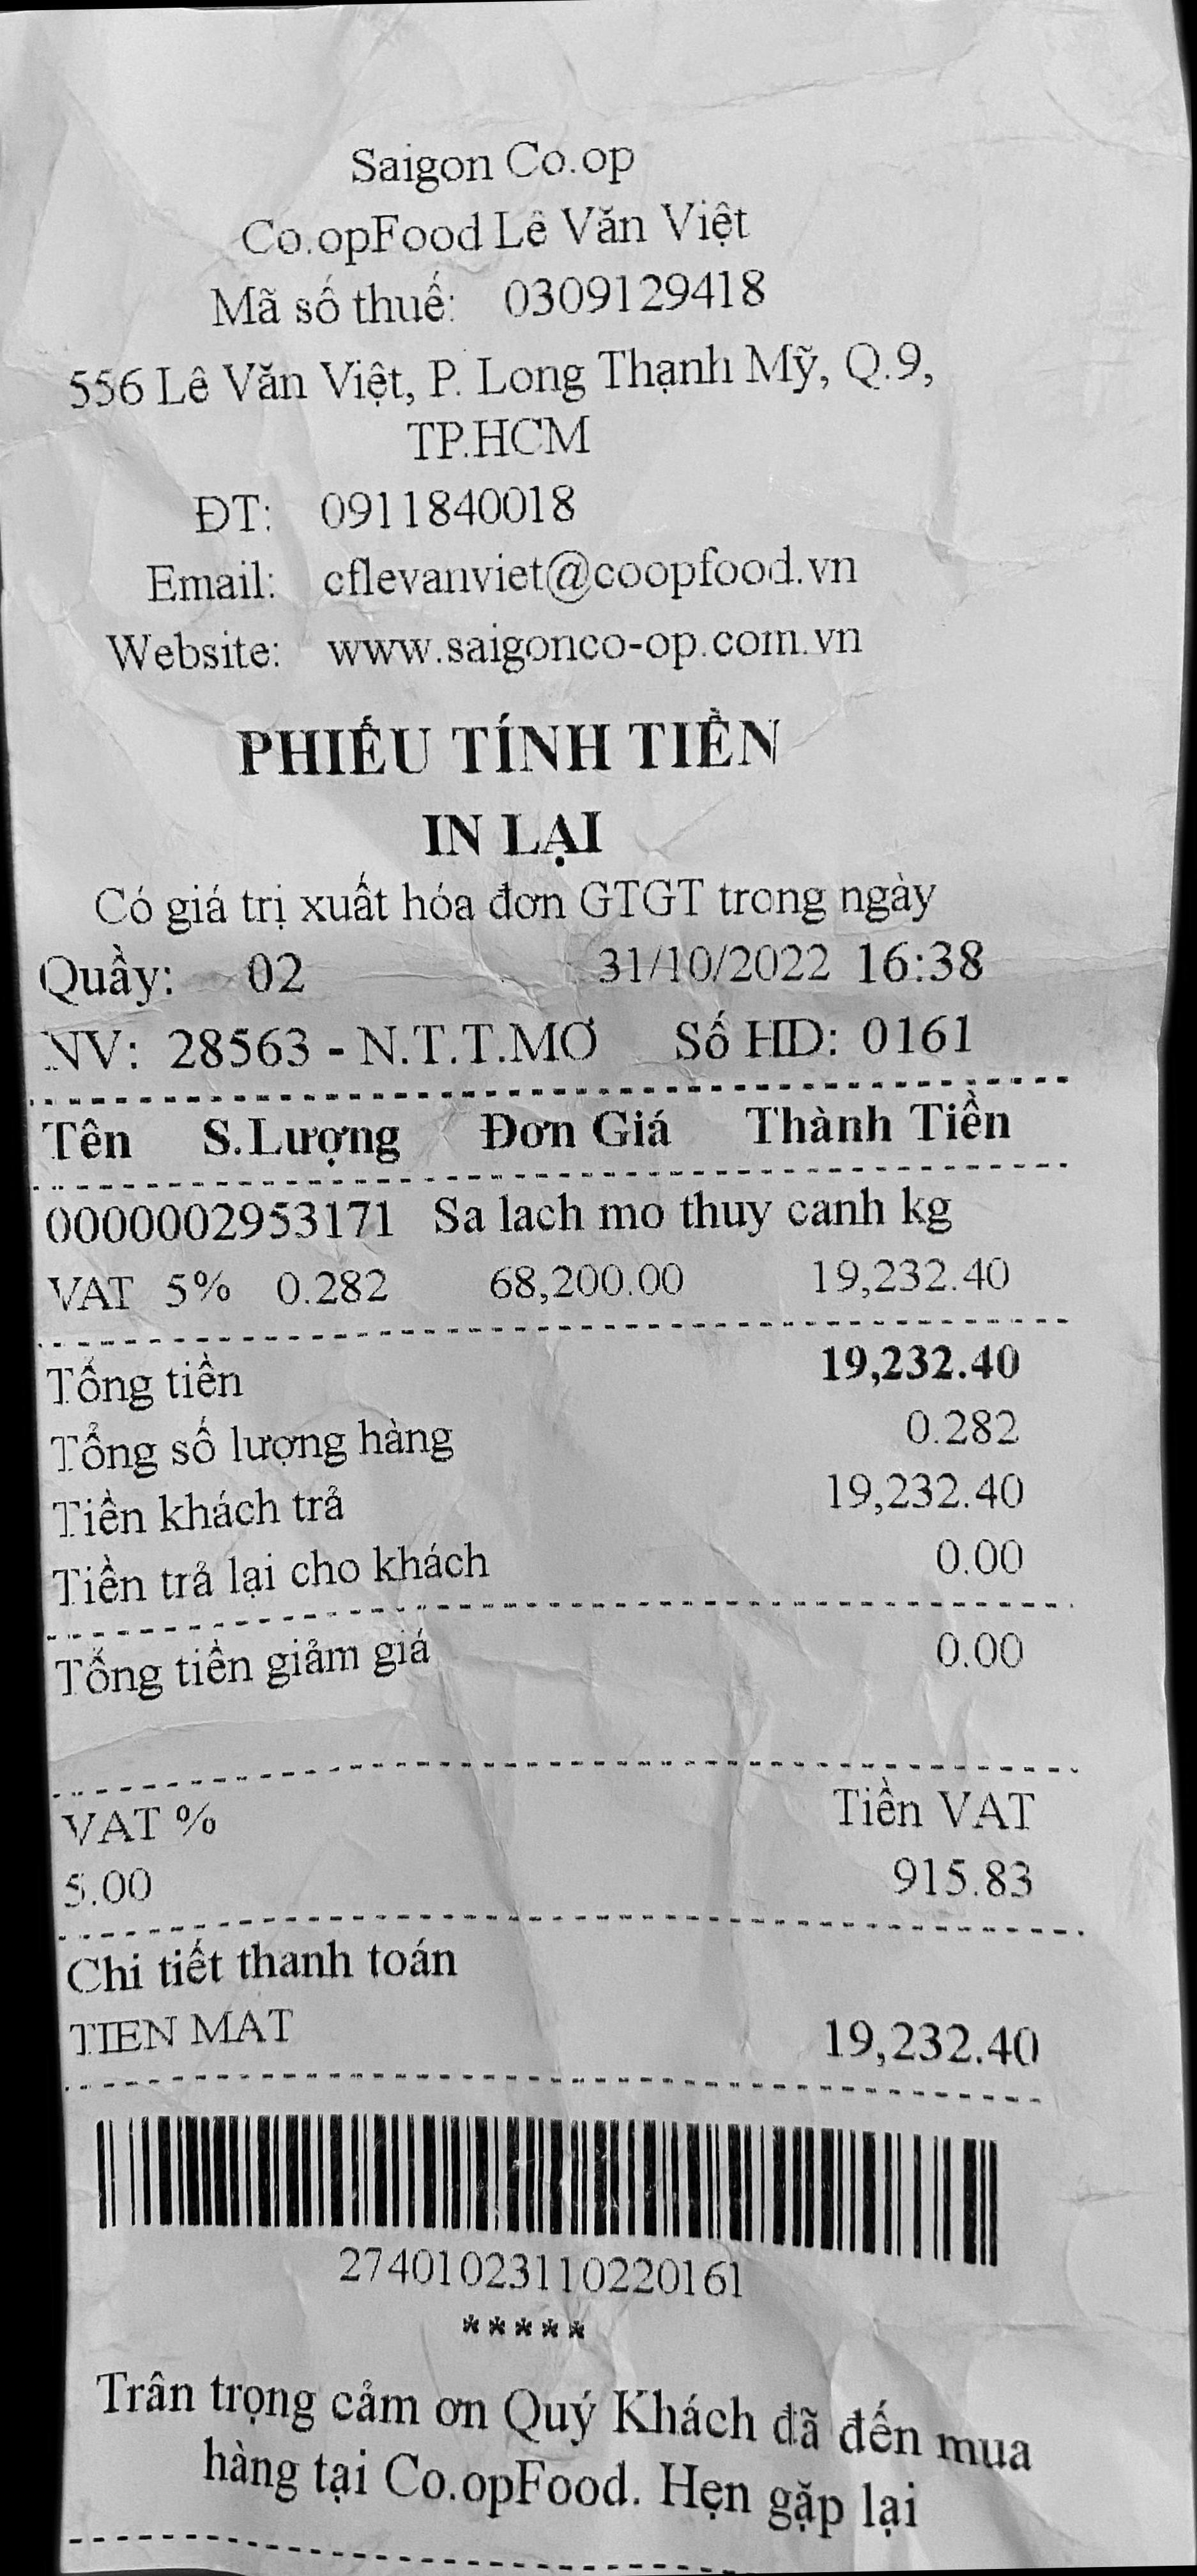 Saigon Co.op
Co.opFood Lê Văn Việt
Mã số thuế: 0309129418
556 Lê Văn Việt, P. Long Thạnh Mỹ, Q.9,
TP.HCM
ĐT: 0911840018
Email: cflevanviet@coopfood.vn
Website: www.saigonco-op.com.vn
PHIẾU TÍNH TIỀN
IN LẠI
Có giá trị xuất hóa đơn GTGT trong ngày
Quầy: 02 31/10/2022 16:38
NV: 28563 - N.T.T.MƠ Số HD: 0161
Tên S.Lượng Đơn Giá Thành Tiền
0000002953171 Sa lach mo thuy canh kg
VAT 5% 0.282 68,200.00 19,232.40
Tổng tiền 19,232.40
Tổng số lượng hàng 0.282
Tiền khách trả 19,232.40
Tiền trả lại cho khách 0.00
Tổng tiền giảm giá 0.00
VAT % Tiền VAT
5.00 915.83
Chi tiết thanh toán
TIEN MAT 19,232.40
27401023110220161
*****
Trân trọng cảm ơn Quý Khách đã đến mua
hàng tại Co.opFood. Hẹn gặp lại